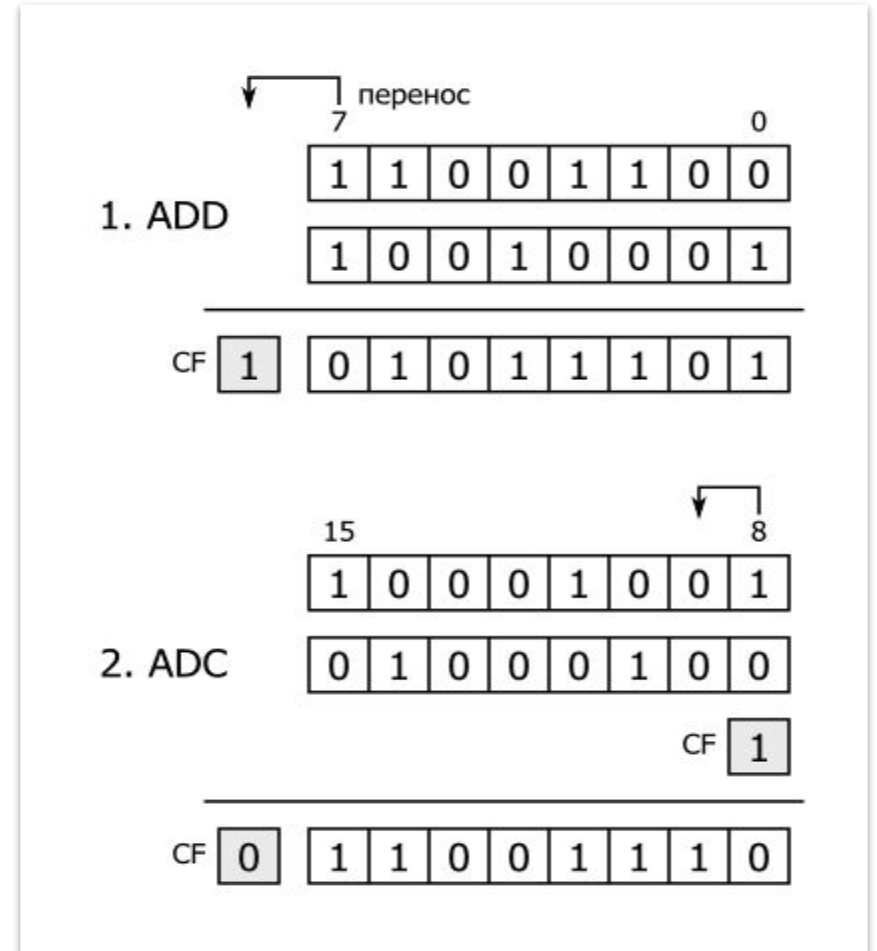 перенос
7 0
1 1 0 0 1 1 0 0
1. ADD
1 0 0 1 0 0 0 1
CF 1 0 1 0 1 1 1 0 1
15 8
1 0 0 0 1 0 0 1
2. ADC
0 1 0 0 0 1 0 0
CF 1
CF 0 1 1 0 0 1 1 1 0